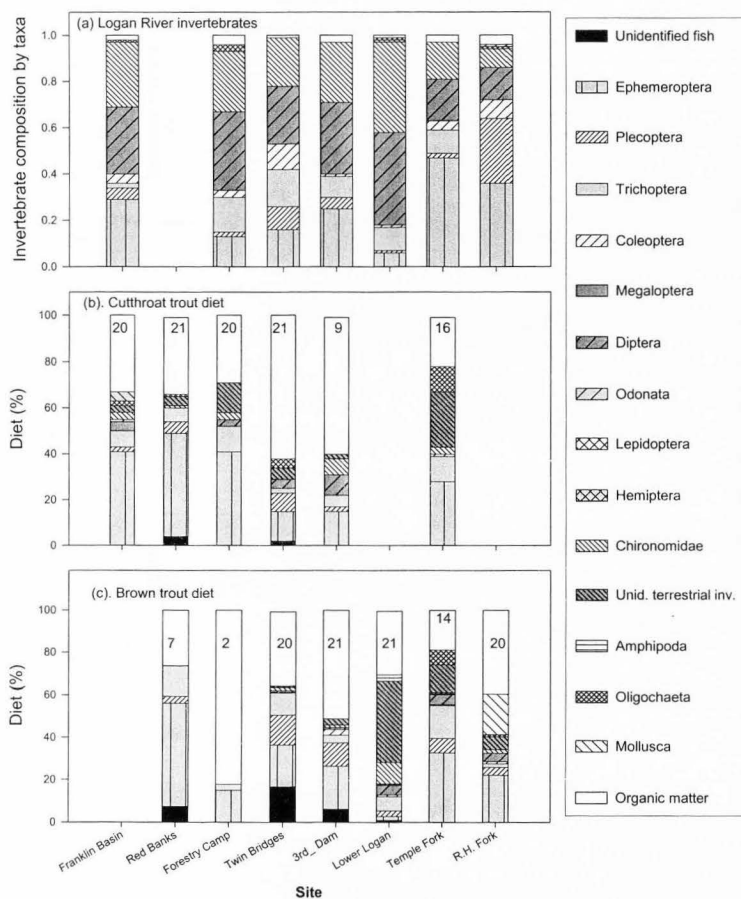 (a) Logan River invertebrates
Invertebrate composition by taxa
1.0
0.8
0.6
0.4
0.2
0.0
(b). Cutthroat trout diet
Diet (%)
100
80
60
40
20
0
20
21
20
21
9
16
(c). Brown trout diet
Diet (%)
100
80
60
40
20
0
7
2
20
21
21
14
20
Franklin Basin
Red Banks
Forestry Camp
Twin Bridges
3rd_Dam
Lower Logan
Temple Fork
R.H. Fork
Site
Unidentified fish
Ephemeroptera
Plecoptera
Trichoptera
Coleoptera
Megaloptera
Diptera
Odonata
Lepidoptera
Hemiptera
Chironomidae
Unid. terrestrial inv.
Amphipoda
Oligochaeta
Mollusca
Organic matter